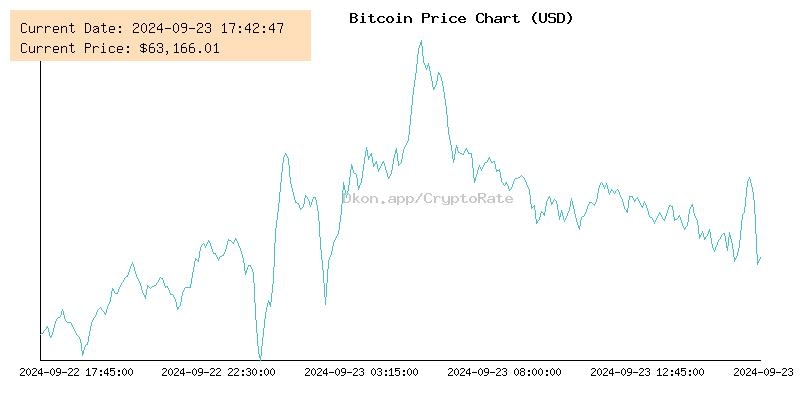 Bitcoin Price Chart (USD)
Current Date: 2024-09-23 17:42:47
Current Price: $63,166.01
Dkon.app/CryptoRate
2024-09-22 17:45:00 2024-09-22 22:30:00 2024-09-23 03:15:00 2024-09-23 08:00:00 2024-09-23 12:45:00 2024-09-23